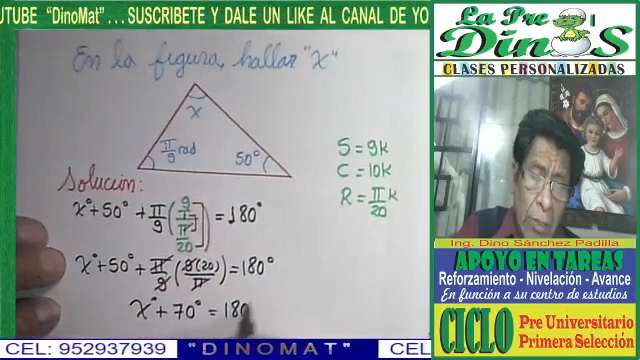 UTUBE "DinoMat"... SUSCRIBETE Y DALE UN LIKE AL CANAL DE YO
La Pre
DinoS
CLASES PERSONALIZADAS
En la figura, hallar "x"
x
π/9 rad
50°
S = 9k
C = 10k
R = π/20 k
Solución:
x° + 50° + π/9 (9/(π/20)) = 180°
x° + 50° + π/9 (9(20)/π) = 180°
x° + 70° = 180
Ing. Dino Sánchez Padilla
APOYO EN TAREAS
Reforzamiento - Nivelación - Avance
En función a su centro de estudios
CICLO Pre Universitario
Primera Selección
CEL: 952937939 "DINOMAT" CEL